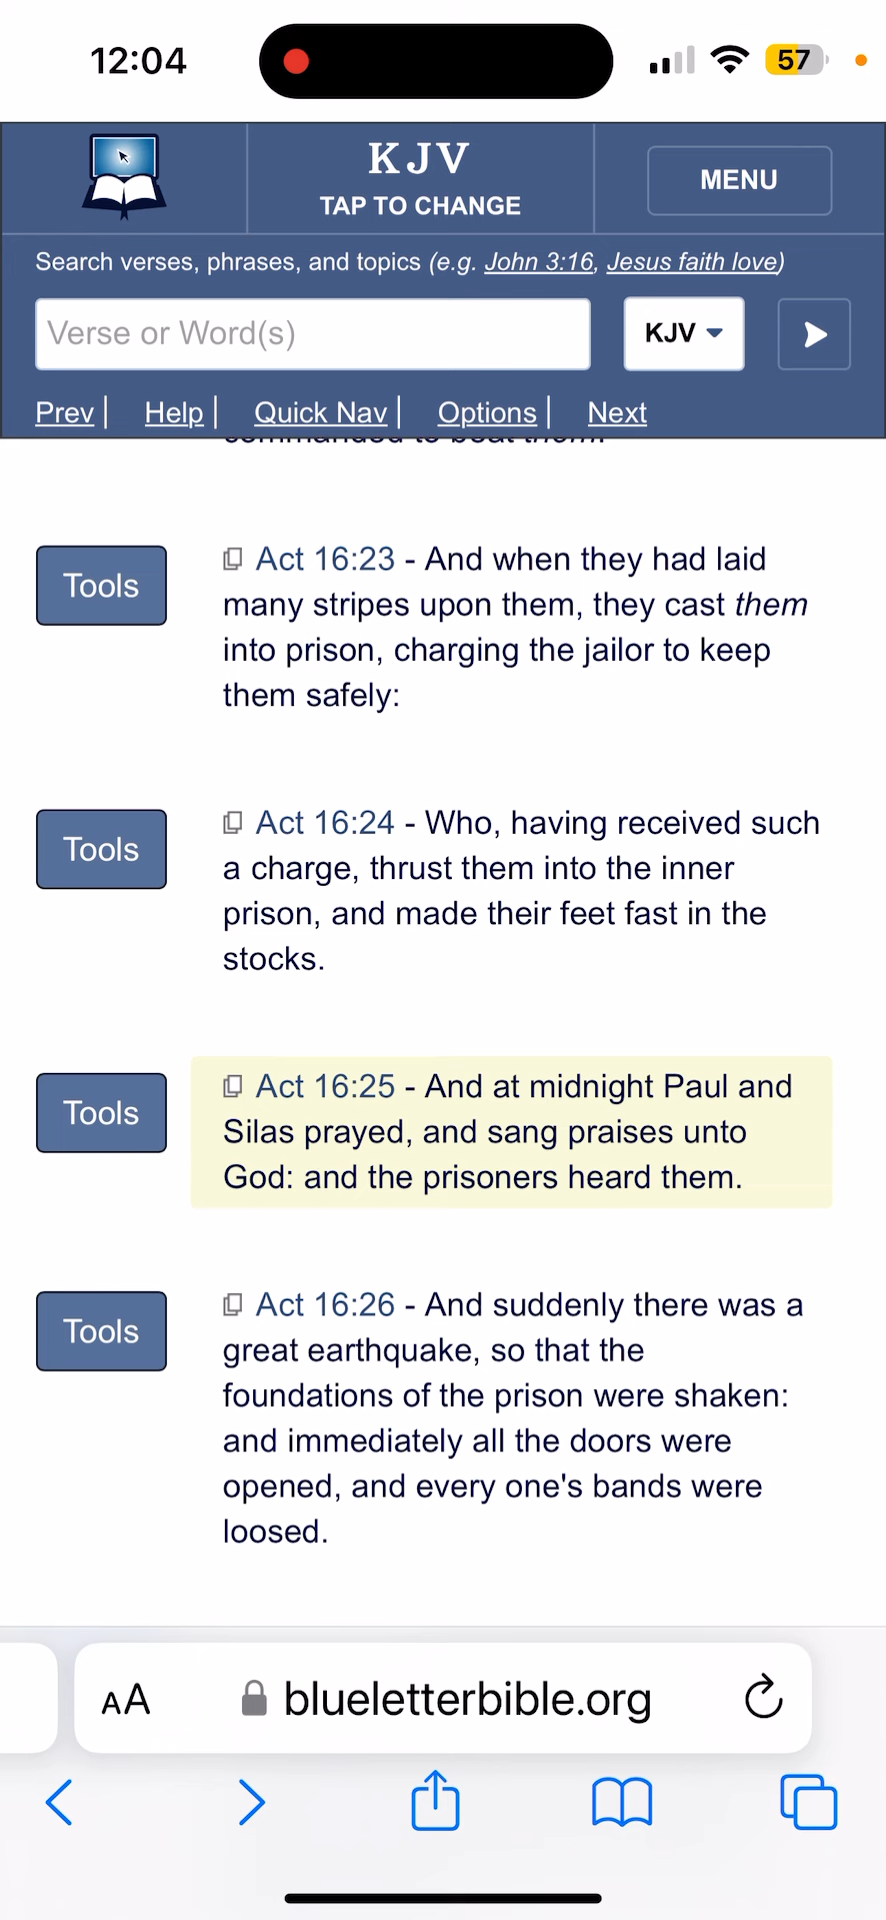 12:04
57
KJV
TAP TO CHANGE
MENU
Search verses, phrases, and topics (e.g. John 3:16, Jesus faith love)
Verse or Word(s)
KJV
Prev | Help | Quick Nav | Options | Next
commanded to beat them.
Tools
Act 16:23 - And when they had laid
many stripes upon them, they cast them
into prison, charging the jailor to keep
them safely:
Tools
Act 16:24 - Who, having received such
a charge, thrust them into the inner
prison, and made their feet fast in the
stocks.
Tools
Act 16:25 - And at midnight Paul and
Silas prayed, and sang praises unto
God: and the prisoners heard them.
Tools
Act 16:26 - And suddenly there was a
great earthquake, so that the
foundations of the prison were shaken:
and immediately all the doors were
opened, and every one's bands were
loosed.
AA blueletterbible.org